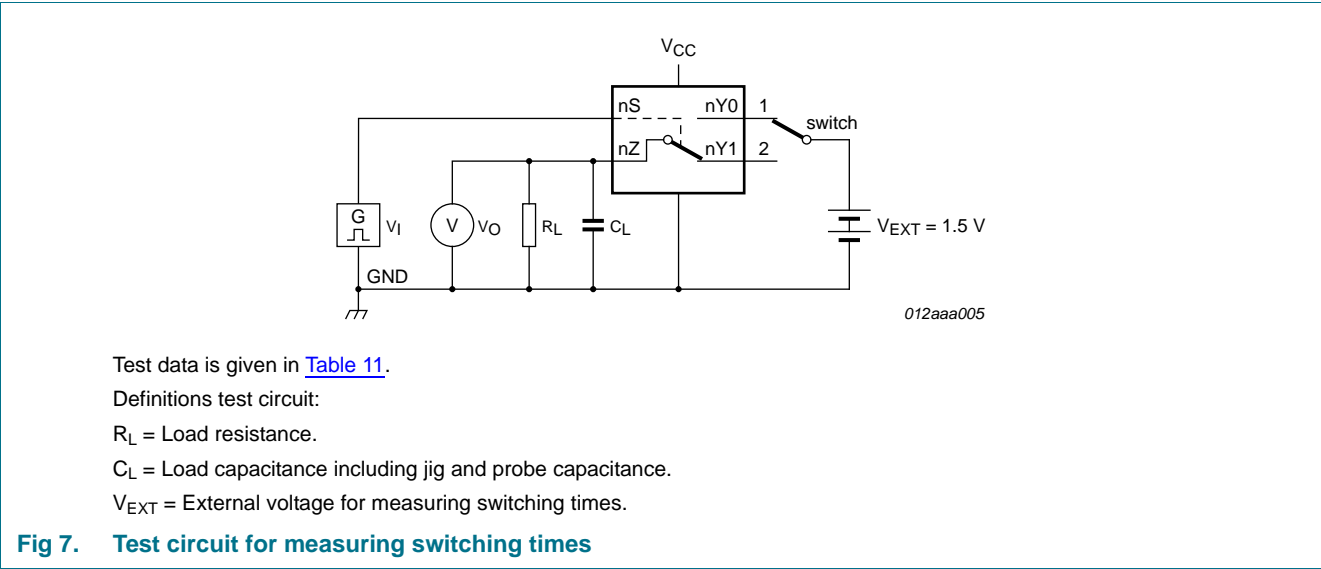 VCC
nS nY0 1
switch
nZ nY1 2
G VI V VO RL CL VEXT = 1.5 V
GND
012aaa005
Test data is given in Table 11.
Definitions test circuit:
RL = Load resistance.
CL = Load capacitance including jig and probe capacitance.
VEXT = External voltage for measuring switching times.
Fig 7. Test circuit for measuring switching times